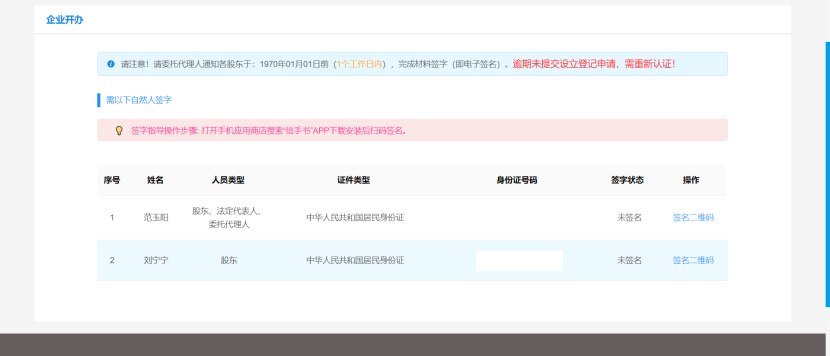 企业开办
请注意！请委托代理人通知各股东于：1970年01月01日前（1个工作日内），完成材料签字（即电子签名）。逾期未提交设立登记申请，需重新认证！
需以下自然人签字
签字指导操作步骤: 打开手机应用商店搜索“信手书”APP下载安装后扫码签名。
序号 姓名 人员类型 证件类型 身份证号码 签字状态 操作
1 范玉阳 股东、法定代表人、委托代理人 中华人民共和国居民身份证 未签名 签名二维码
2 刘宁宁 股东 中华人民共和国居民身份证 未签名 签名二维码